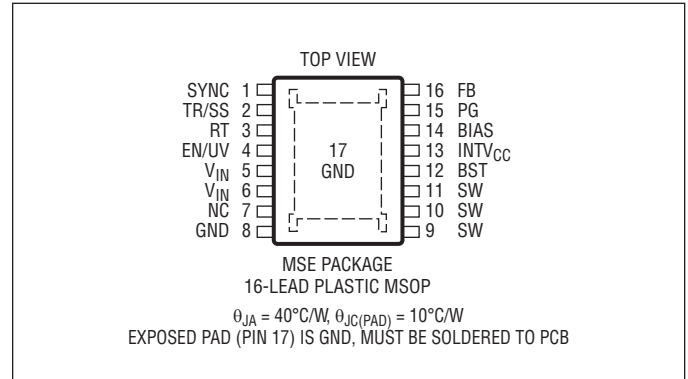 TOP VIEW
SYNC 1
TR/SS 2
RT 3
EN/UV 4
VIN 5
VIN 6
NC 7
GND 8
17
GND
16 FB
15 PG
14 BIAS
13 INTVCC
12 BST
11 SW
10 SW
9 SW
MSE PACKAGE
16-LEAD PLASTIC MSOP
θJA = 40°C/W, θJC(PAD) = 10°C/W
EXPOSED PAD (PIN 17) IS GND, MUST BE SOLDERED TO PCB